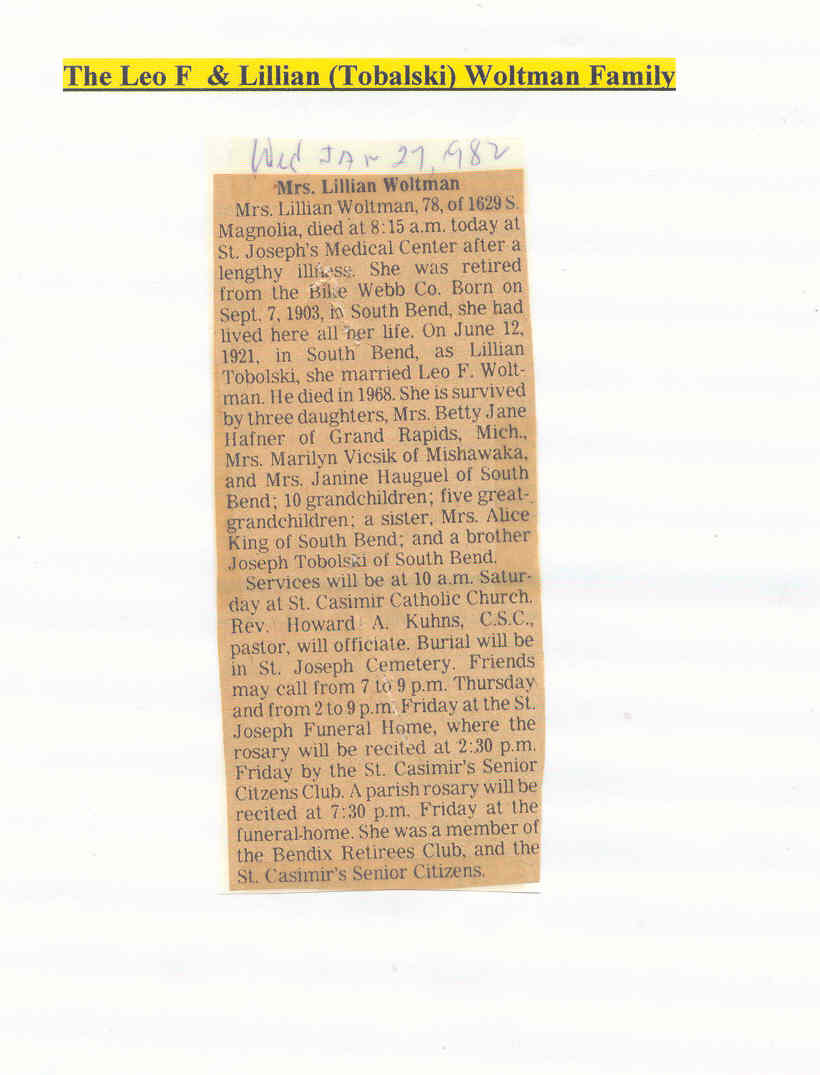 The Leo F & Lillian (Tobalski) Woltman Family
Wed JAN 27, 1982
Mrs. Lillian Woltman
Mrs. Lillian Woltman, 78, of 1629 S.
Magnolia, died at 8:15 a.m. today at
St. Joseph's Medical Center after a
lengthy illness. She was retired
from the Bike Webb Co. Born on
Sept. 7, 1903, in South Bend, she had
lived here all her life. On June 12,
1921, in South Bend, as Lillian
Tobolski, she married Leo F. Wolt-
man. He died in 1968. She is survived
by three daughters, Mrs. Betty Jane
Hafner of Grand Rapids, Mich.,
Mrs. Marilyn Vicsik of Mishawaka,
and Mrs. Janine Hauguel of South
Bend; 10 grandchildren; five great-
grandchildren; a sister, Mrs. Alice
King of South Bend; and a brother
Joseph Tobolski of South Bend.
Services will be at 10 a.m. Satur-
day at St. Casimir Catholic Church.
Rev. Howard A. Kuhns, C.S.C.,
pastor, will officiate. Burial will be
in St. Joseph Cemetery. Friends
may call from 7 to 9 p.m. Thursday
and from 2 to 9 p.m. Friday at the St.
Joseph Funeral Home, where the
rosary will be recited at 2:30 p.m.
Friday by the St. Casimir's Senior
Citzens Club. A parish rosary will be
recited at 7:30 p.m. Friday at the
funeral-home. She was a member of
the Bendix Retirees Club, and the
St. Casimir's Senior Citizens.